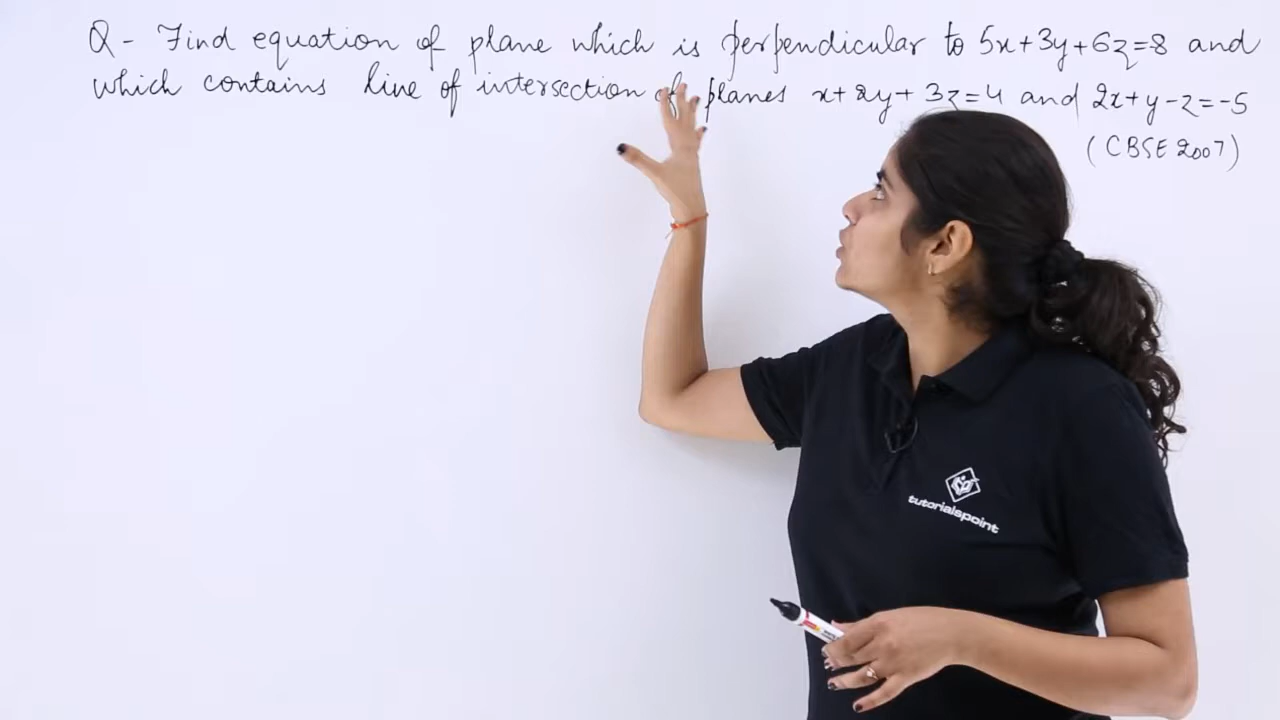 Q - Find equation of plane which is perpendicular to 5x+3y+6z=8 and
which contains line of intersection of planes x+2y+3z=4 and 2x+y-z=-5
(CBSE 2007)
tutorialspoint